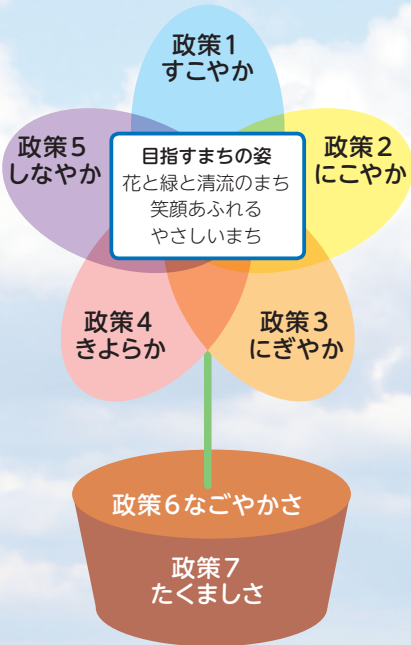 政策1
すこやか
政策5
しなやか
目指すまちの姿
花と緑と清流のまち
笑顔あふれる
やさしいまち
政策2
にこやか
政策4
きよらか
政策3
にぎやか
政策6なごやかさ
政策7
たくましさ